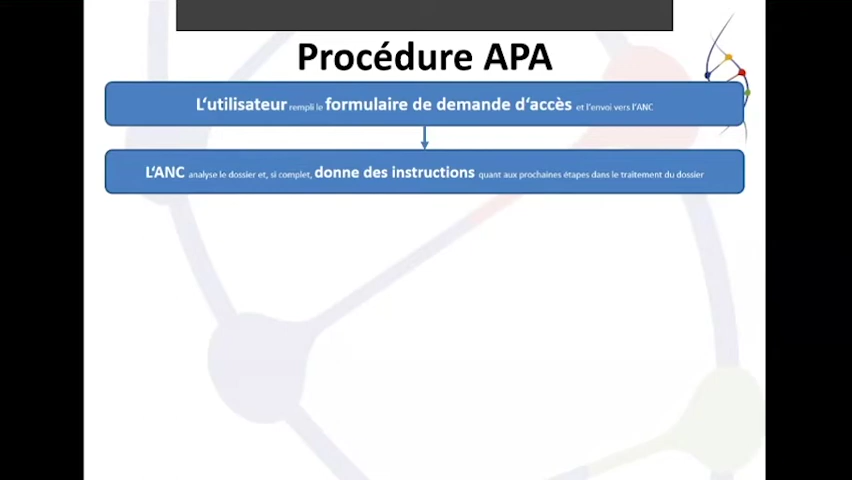 Procédure APA
L'utilisateur rempli le formulaire de demande d'accès et l'envoi vers l'ANC
L'ANC analyse le dossier et, si complet, donne des instructions quant aux prochaines étapes dans le traitement du dossier